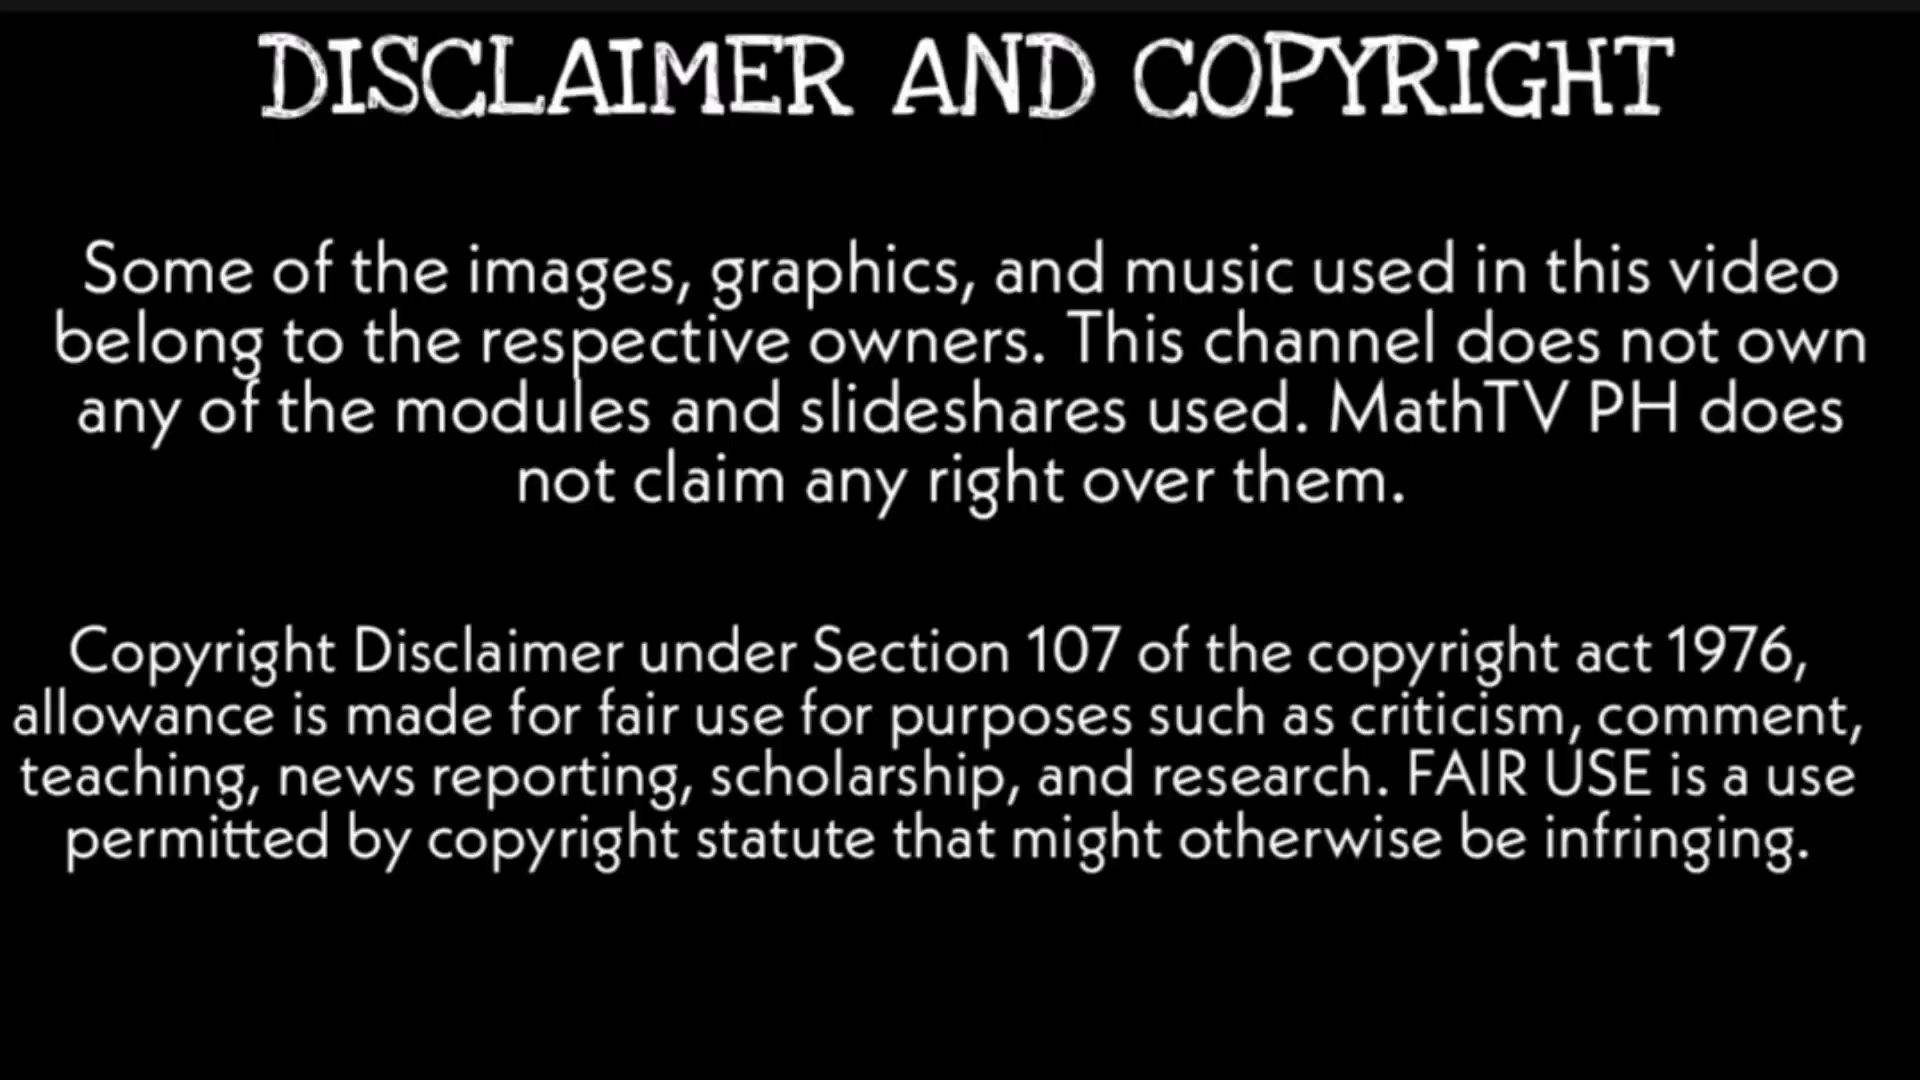 DISCLAIMER AND COPYRIGHT
Some of the images, graphics, and music used in this video
belong to the respective owners. This channel does not own
any of the modules and slideshares used. MathTV PH does
not claim any right over them.
Copyright Disclaimer under Section 107 of the copyright act 1976,
allowance is made for fair use for purposes such as criticism, comment,
teaching, news reporting, scholarship, and research. FAIR USE is a use
permitted by copyright statute that might otherwise be infringing.